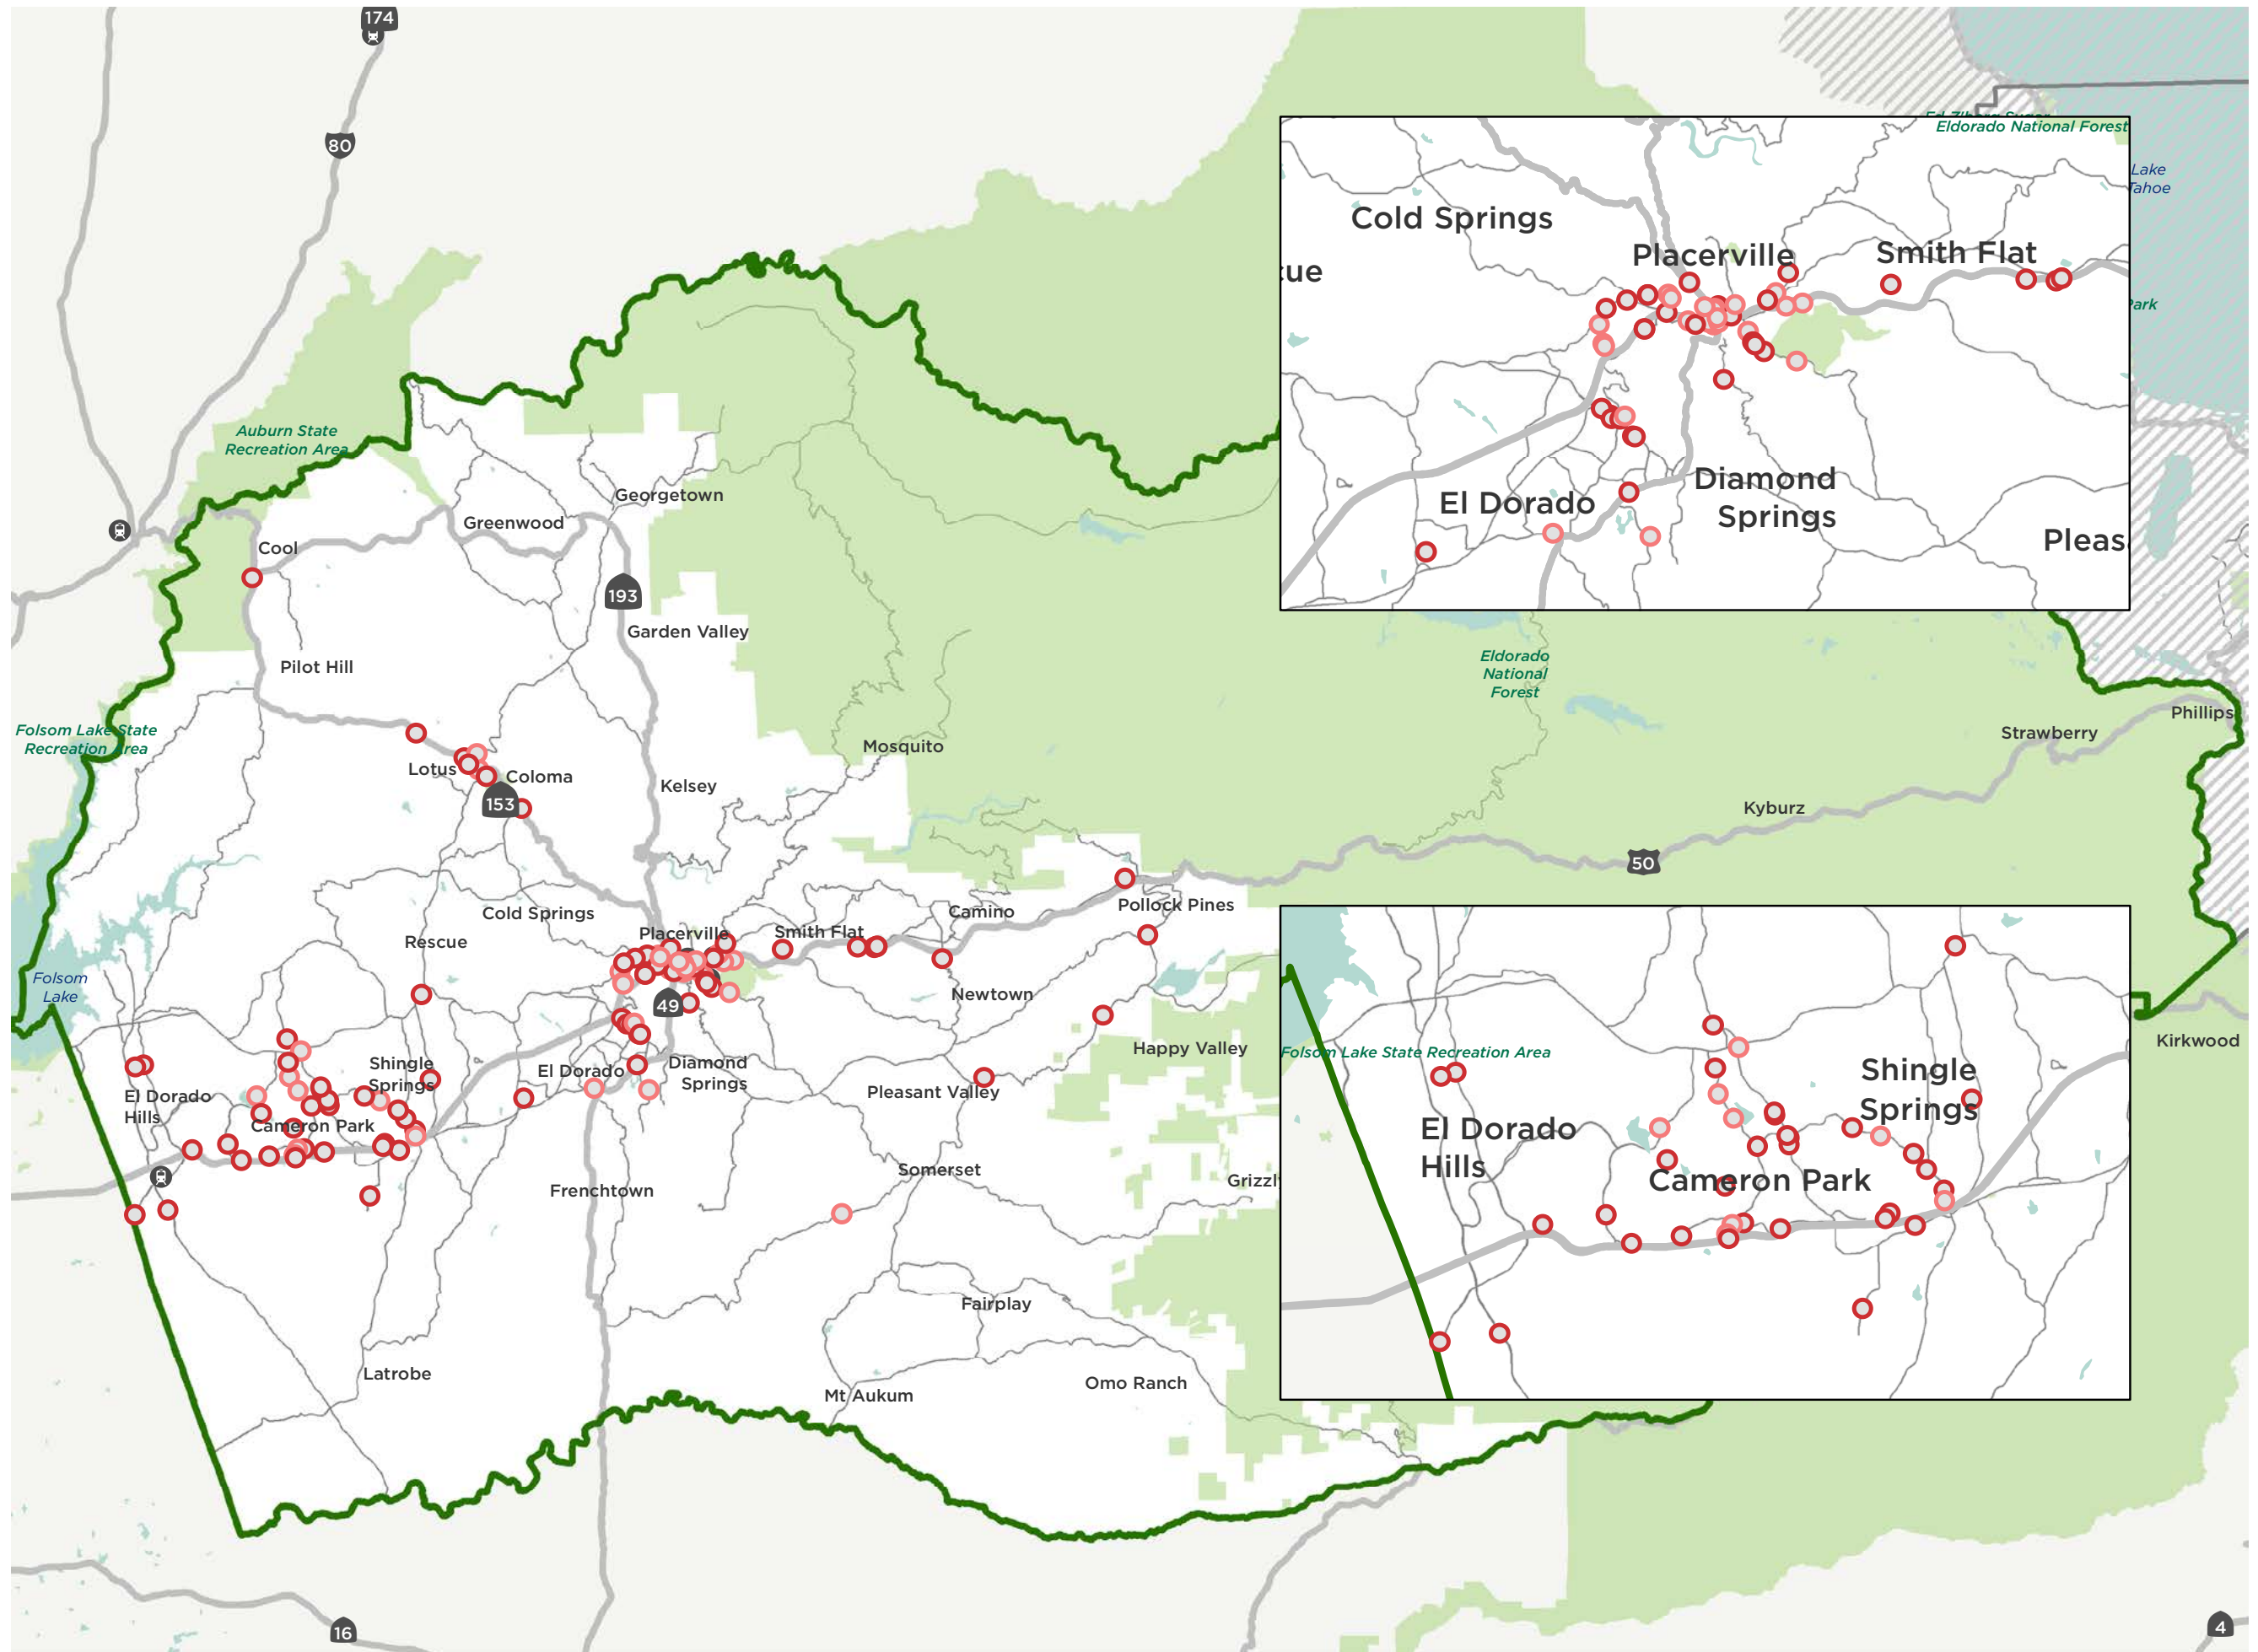 174
80
Eldorado National Forest
Lake
Tahoe
Cold Springs
Placerville
Smith Flat
Auburn State
Recreation Area
Diamond
Springs
El Dorado
Georgetown
Greenwood
Cool
193
Garden Valley
Pilot Hill
Eldorado
National
Forest
Phillips
Strawberry
Folsom Lake State
Recreation Area
Mosquito
Lotus
Coloma
Kelsey
153
Kyburz
50
Pollock Pines
Camino
Cold Springs
Placerville
Smith Flat
Rescue
Folsom
Lake
Newtown
49
Kirkwood
Happy Valley
Folsom Lake State Recreation Area
Shingle
Springs
El Dorado
Diamond
Springs
Pleasant Valley
El Dorado
Hills
Cameron Park
Shingle
Springs
El Dorado
Hills
Cameron Park
Somerset
Frenchtown
Fairplay
Latrobe
Omo Ranch
Mt Aukum
16
4